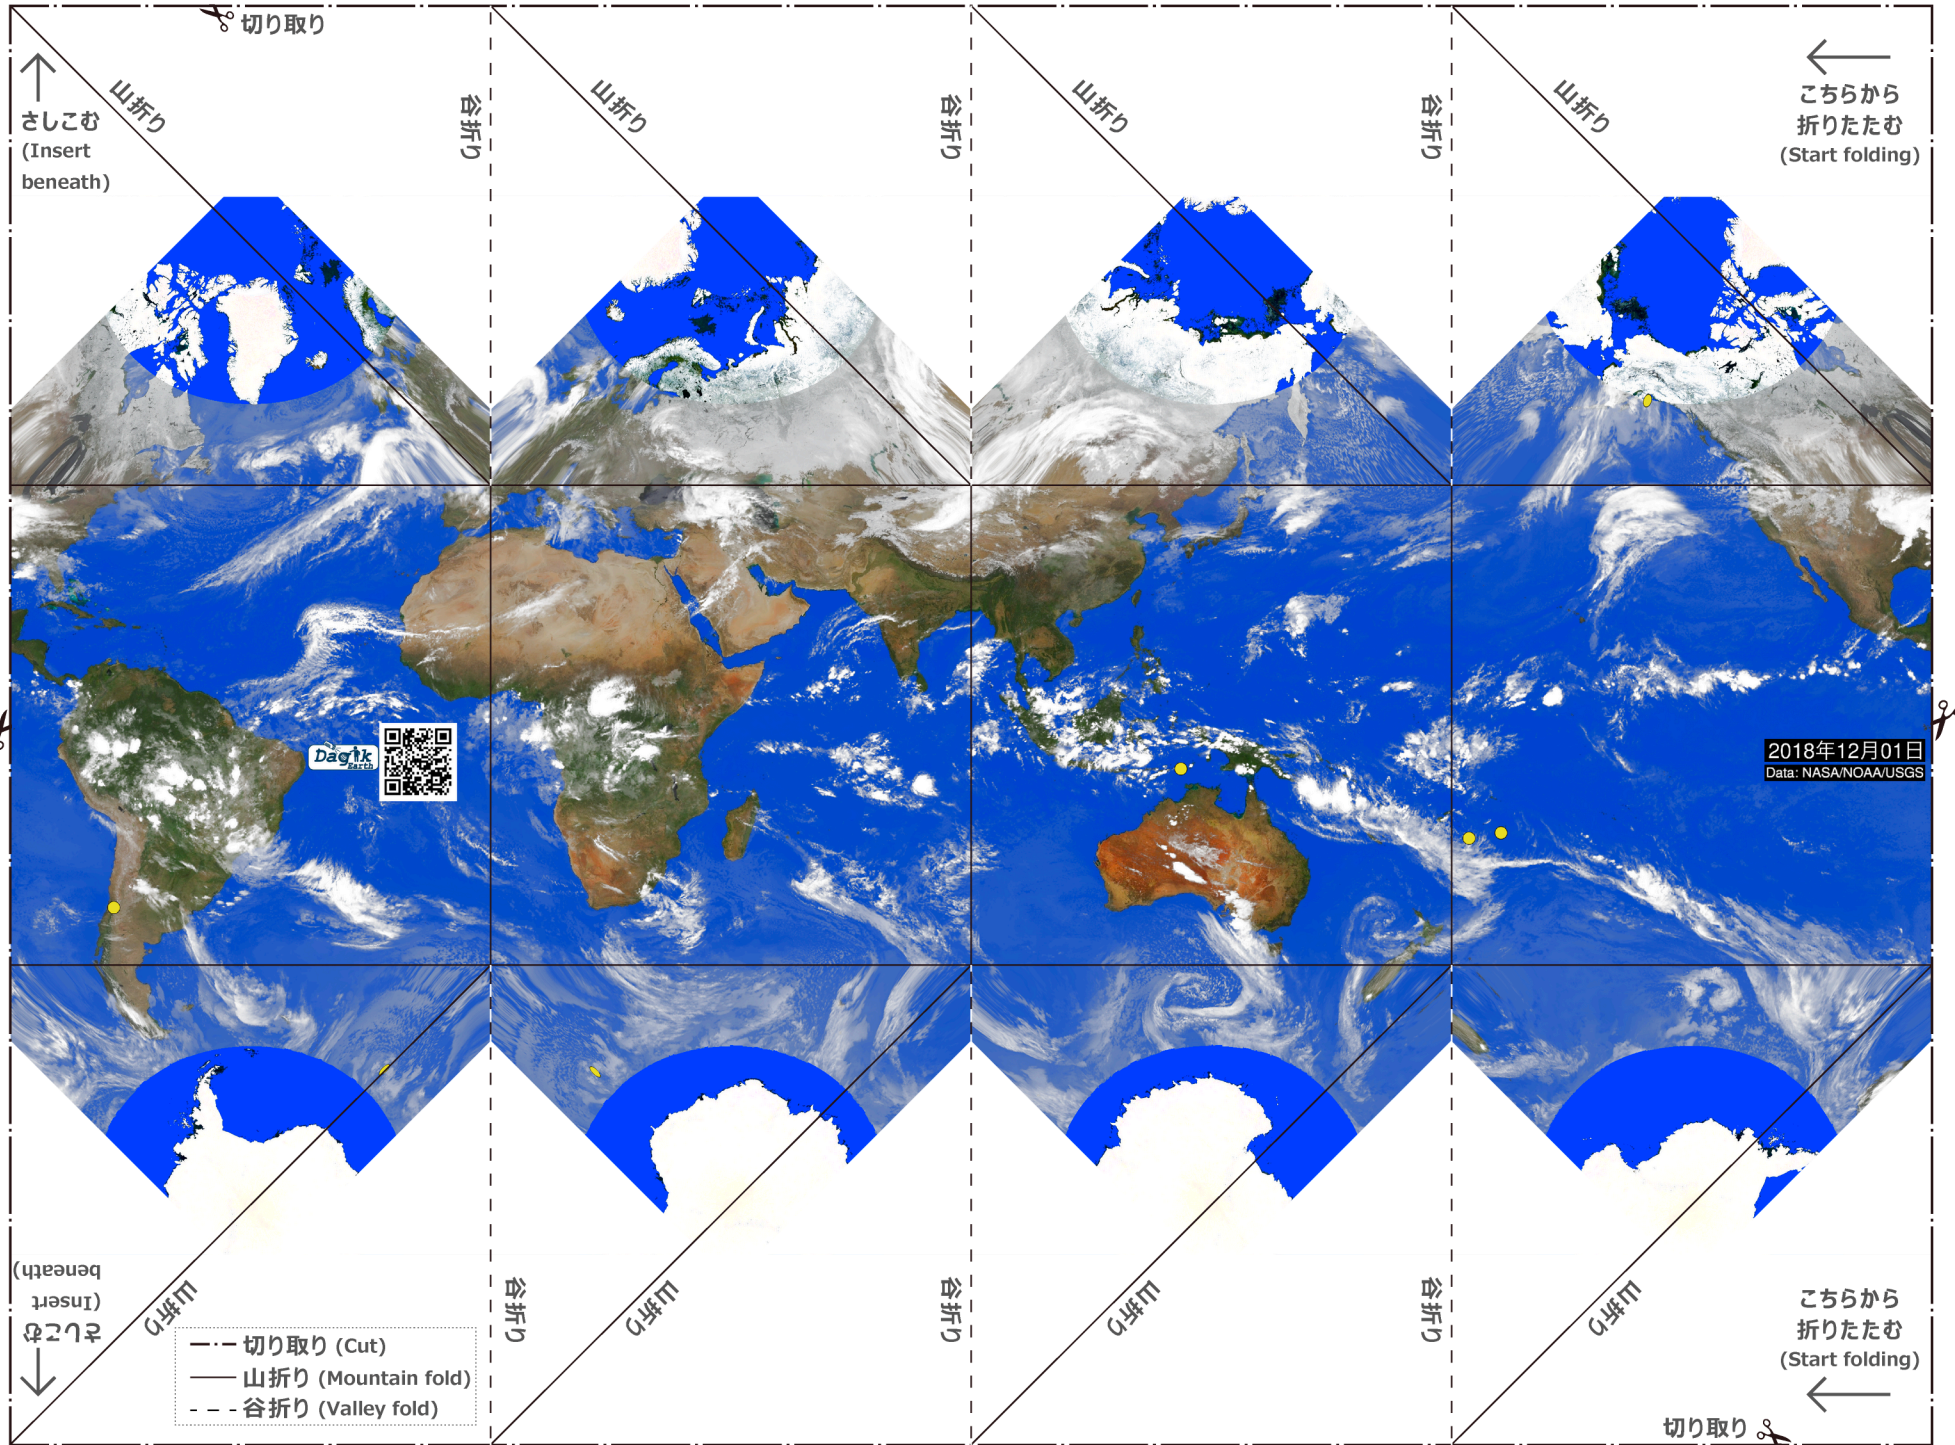 切り取り
さしこむ
(Insert
beneath)
山折り
谷折り
山折り
谷折り
山折り
谷折り
山折り
こちらから
折りたたむ
(Start folding)
Dagik
Earth
2018年12月01日
Data: NASA/NOAA/USGS
さしこむ
(Insert
beneath)
山折り
谷折り
山折り
谷折り
山折り
谷折り
山折り
こちらから
折りたたむ
(Start folding)
切り取り (Cut)
山折り (Mountain fold)
谷折り (Valley fold)
切り取り